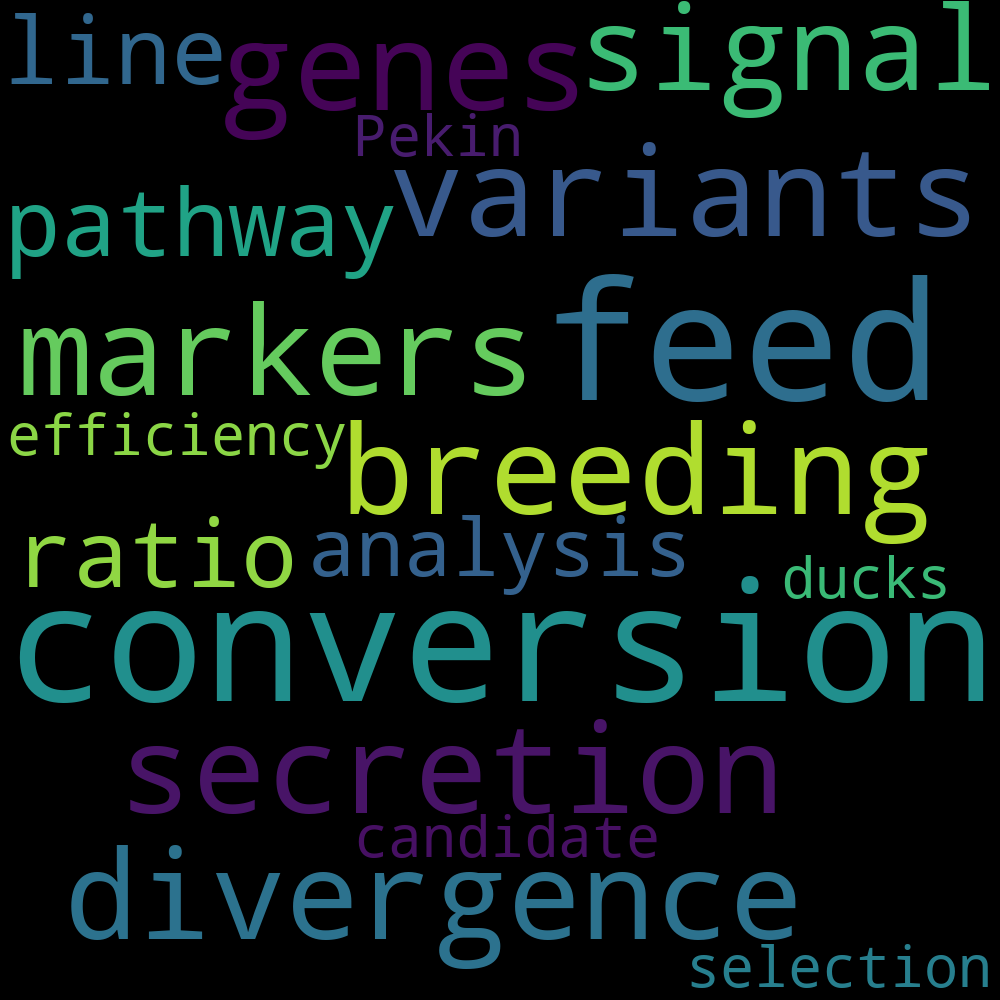 line genes signal
Pekin
pathway variants
markers feed
efficiency breeding
ratio analysis ducks
conversion
secretion
candidate
divergence
selection